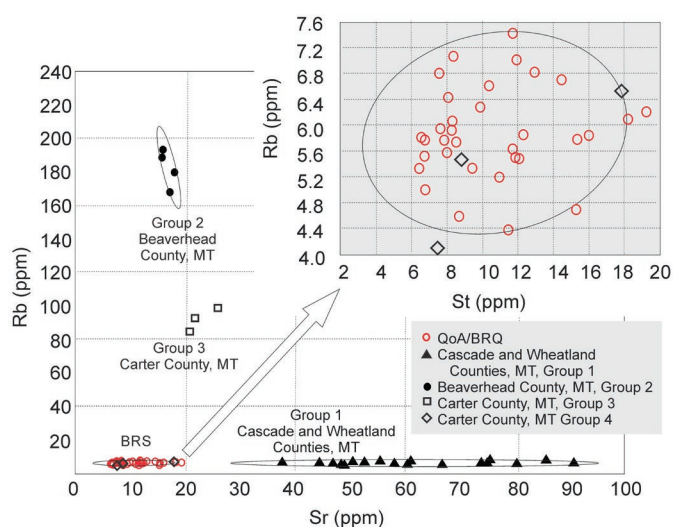 240
220
200
180
160
140
120
100
80
60
40
20
0
Rb (ppm)
0
10
20
30
40
50
60
70
80
90
100
Sr (ppm)
Group 2
Beaverhead
County, MT
Group 3
Carter County, MT
BRS
Group 1
Cascade and Wheatland
Counties, MT
7.6
7.2
6.8
6.4
6.0
5.6
5.2
4.8
4.4
4.0
Rb (ppm)
2
4
6
8
10
12
14
16
18
20
St (ppm)
QoA/BRQ
Cascade and Wheatland
Counties, MT, Group 1
Beaverhead County, MT, Group 2
Carter County, MT, Group 3
Carter County, MT Group 4